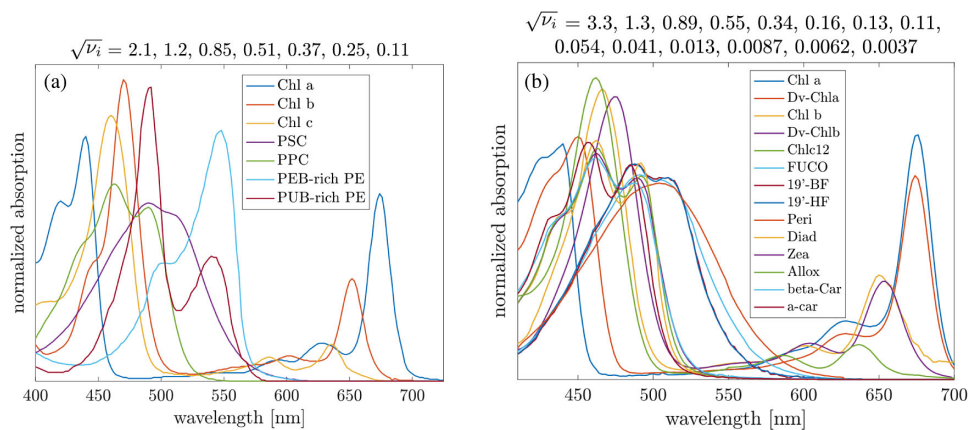 √νi = 2.1, 1.2, 0.85, 0.51, 0.37, 0.25, 0.11
(a)
Chl a
Chl b
Chl c
PSC
PPC
PEB-rich PE
PUB-rich PE
normalized absorption
400 450 500 550 600 650 700
wavelength [nm]
√νi = 3.3, 1.3, 0.89, 0.55, 0.34, 0.16, 0.13, 0.11,
0.054, 0.041, 0.013, 0.0087, 0.0062, 0.0037
(b)
Chl a
Dv-Chla
Chl b
Dv-Chlb
Chlc12
FUCO
19'-BF
19'-HF
Peri
Diad
Zea
Allox
beta-Car
a-car
normalized absorption
450 500 550 600 650 700
wavelength [nm]